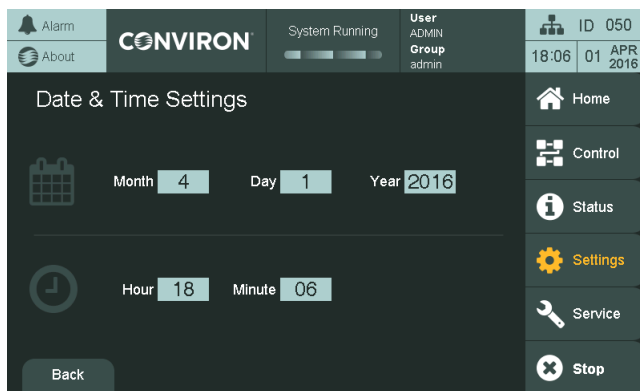 Alarm
About
CONVIRON
System Running
User
ADMIN
Group
admin
ID 050
18:06 01 APR 2016
Date & Time Settings
Month 4 Day 1 Year 2016
Hour 18 Minute 06
Back
Home
Control
Status
Settings
Service
Stop